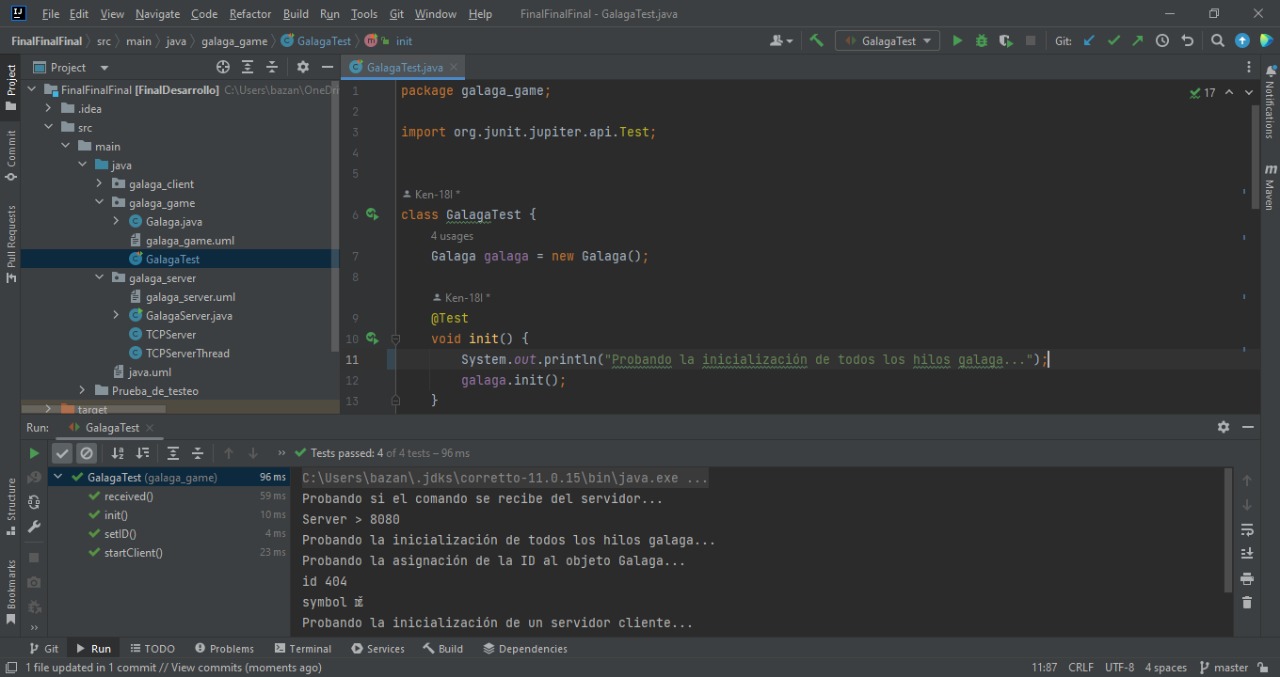 File Edit View Navigate Code Refactor Build Run Tools Git Window Help FinalFinalFinal - GalagaTest.java
FinalFinalFinal src main java galaga_game GalagaTest init GalagaTest Git:
Project
GalagaTest.java
Project
Commit
Pull Requests
Structure
Bookmarks
FinalFinalFinal [FinalDesarrollo] C:\Users\bazan\OneDri
.idea
src
main
java
galaga_client
galaga_game
Galaga.java
galaga_game.uml
GalagaTest
galaga_server
galaga_server.uml
GalagaServer.java
TCPServer
TCPServerThread
java.uml
Prueba_de_testeo
target
1 package galaga_game;
2
3 import org.junit.jupiter.api.Test;
4
5
Ken-18l *
6 class GalagaTest {
4 usages
7 Galaga galaga = new Galaga();
8
Ken-18l *
9 @Test
10 void init() {
11 System.out.println("Probando la inicialización de todos los hilos galaga...");
12 galaga.init();
13 }
17
Notifications
Maven
Run: GalagaTest
Tests passed: 4 of 4 tests – 96 ms
GalagaTest (galaga_game) 96 ms
received() 59 ms
init() 10 ms
setID() 4 ms
startClient() 23 ms
C:\Users\bazan\.jdks\corretto-11.0.15\bin\java.exe ...
Probando si el comando se recibe del servidor...
Server > 8080
Probando la inicialización de todos los hilos galaga...
Probando la asignación de la ID al objeto Galaga...
id 404
symbol
Probando la inicialización de un servidor cliente...
Git Run TODO Problems Terminal Services Build Dependencies
1 file updated in 1 commit // View commits (moments ago) 11:87 CRLF UTF-8 4 spaces master